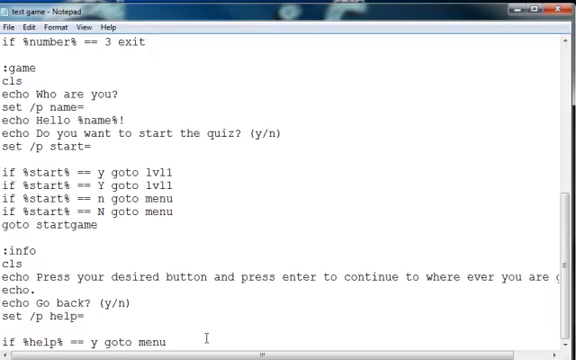 test game - Notepad
File Edit Format View Help
if %number% == 3 exit
:game
cls
echo Who are you?
set /p name=
echo Hello %name%!
echo Do you want to start the quiz? (y/n)
set /p start=
if %start% == y goto lvl1
if %start% == Y goto lvl1
if %start% == n goto menu
if %start% == N goto menu
goto startgame
:info
cls
echo Press your desired button and press enter to continue to where ever you are
echo.
echo Go back? (y/n)
set /p help=
if %help% == y goto menu